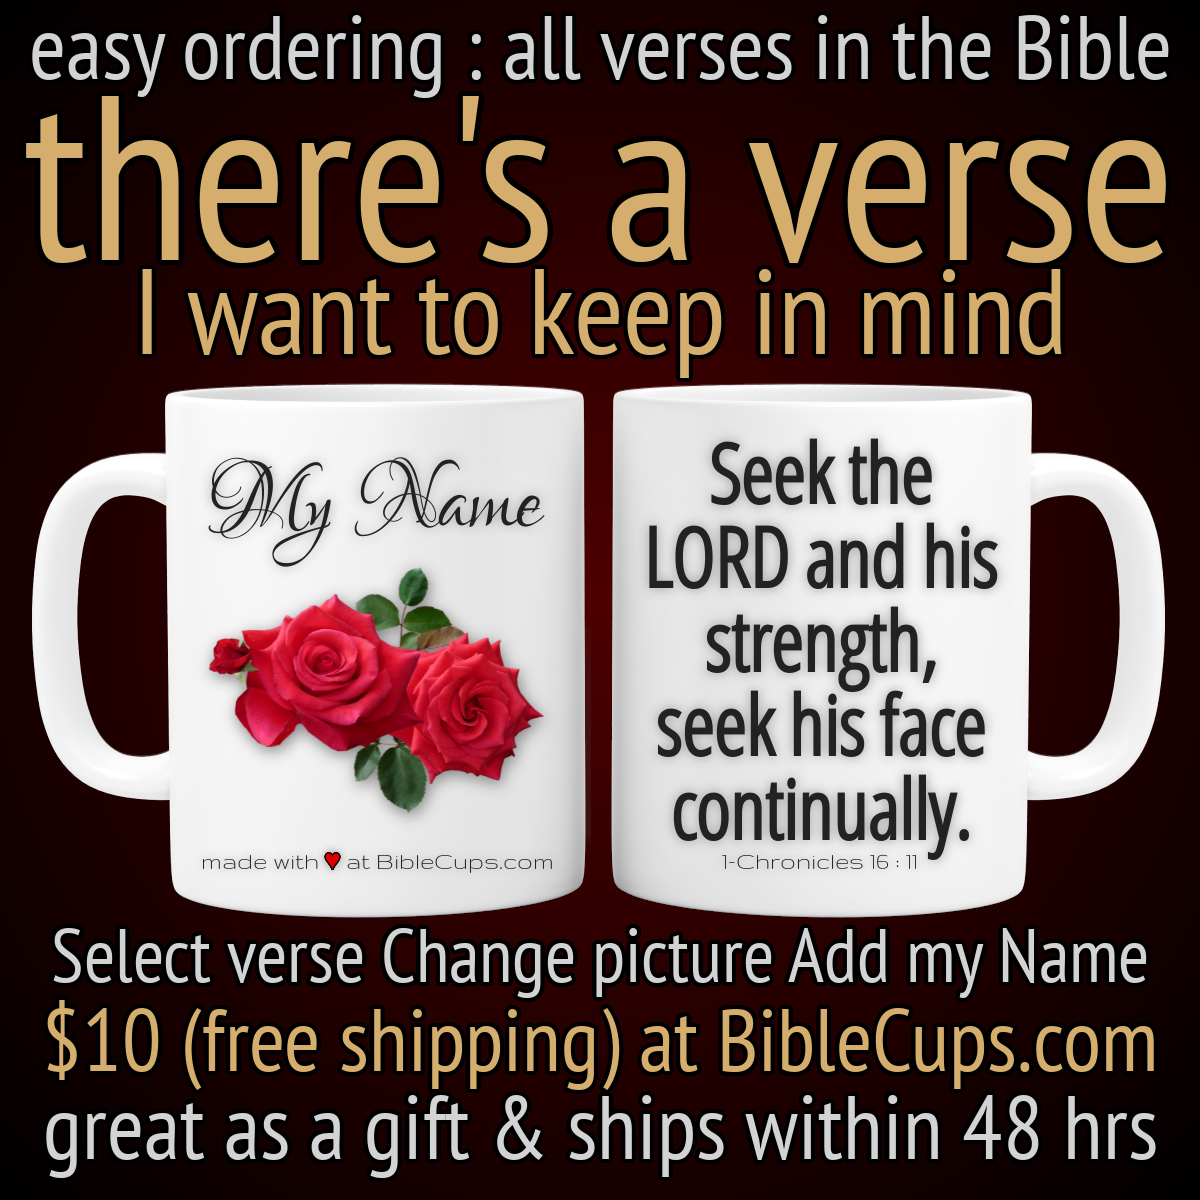 easy ordering : all verses in the Bible
there's a verse
I want to keep in mind
My Name
made with ♥ at BibleCups.com
Seek the
LORD and his
strength,
seek his face
continually.
1-Chronicles 16 : 11
Select verse Change picture Add my Name
$10 (free shipping) at BibleCups.com
great as a gift & ships within 48 hrs